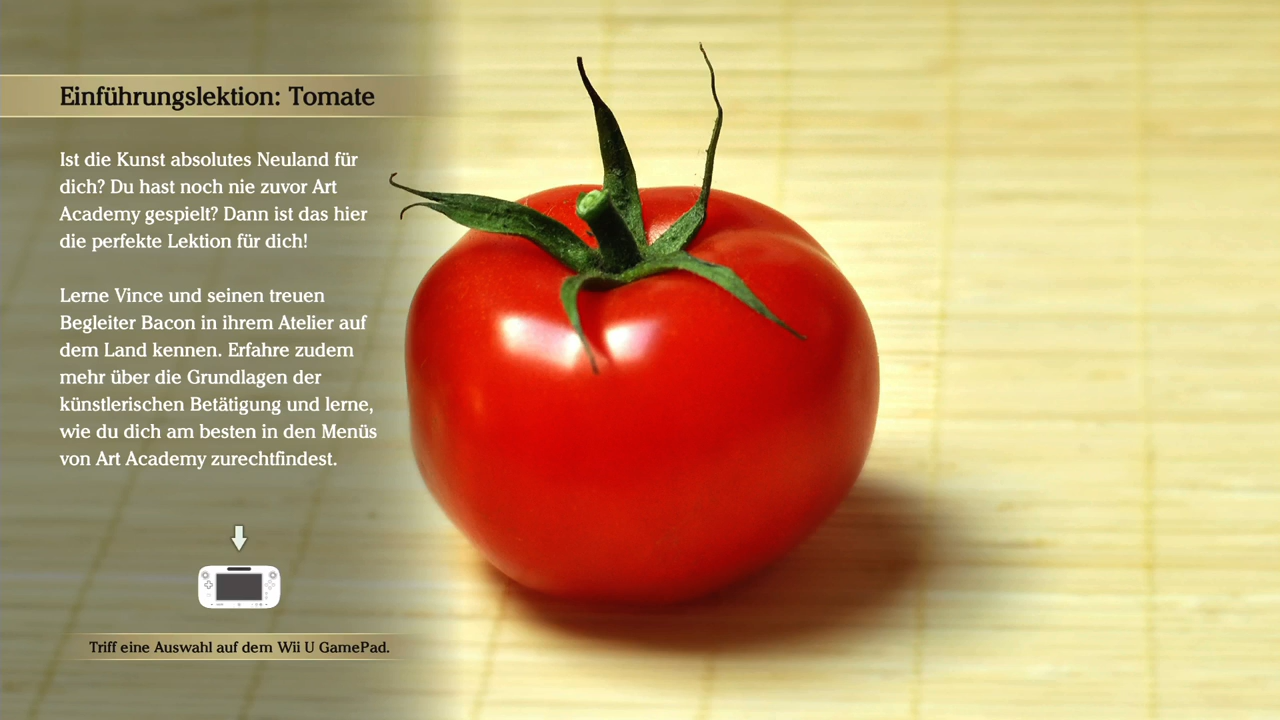 Einführungslektion: Tomate
Ist die Kunst absolutes Neuland für
dich? Du hast noch nie zuvor Art
Academy gespielt? Dann ist das hier
die perfekte Lektion für dich!
Lerne Vince und seinen treuen
Begleiter Bacon in ihrem Atelier auf
dem Land kennen. Erfahre zudem
mehr über die Grundlagen der
künstlerischen Betätigung und lerne,
wie du dich am besten in den Menüs
von Art Academy zurechtfindest.
Triff eine Auswahl auf dem Wii U GamePad.